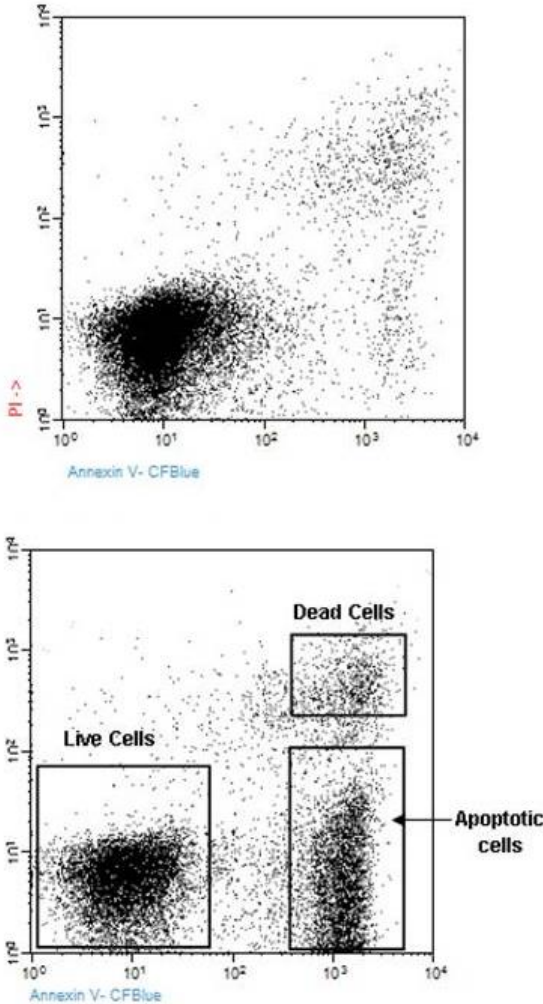 10⁴
10³
10²
10¹
10⁰
PI ->
10⁰ 10¹ 10² 10³ 10⁴
Annexin V- CFBlue
10⁴
Dead Cells
10³
Live Cells
10²
Apoptotic
cells
10¹
10⁰
10⁰ 10¹ 10² 10³ 10⁴
Annexin V- CFBlue